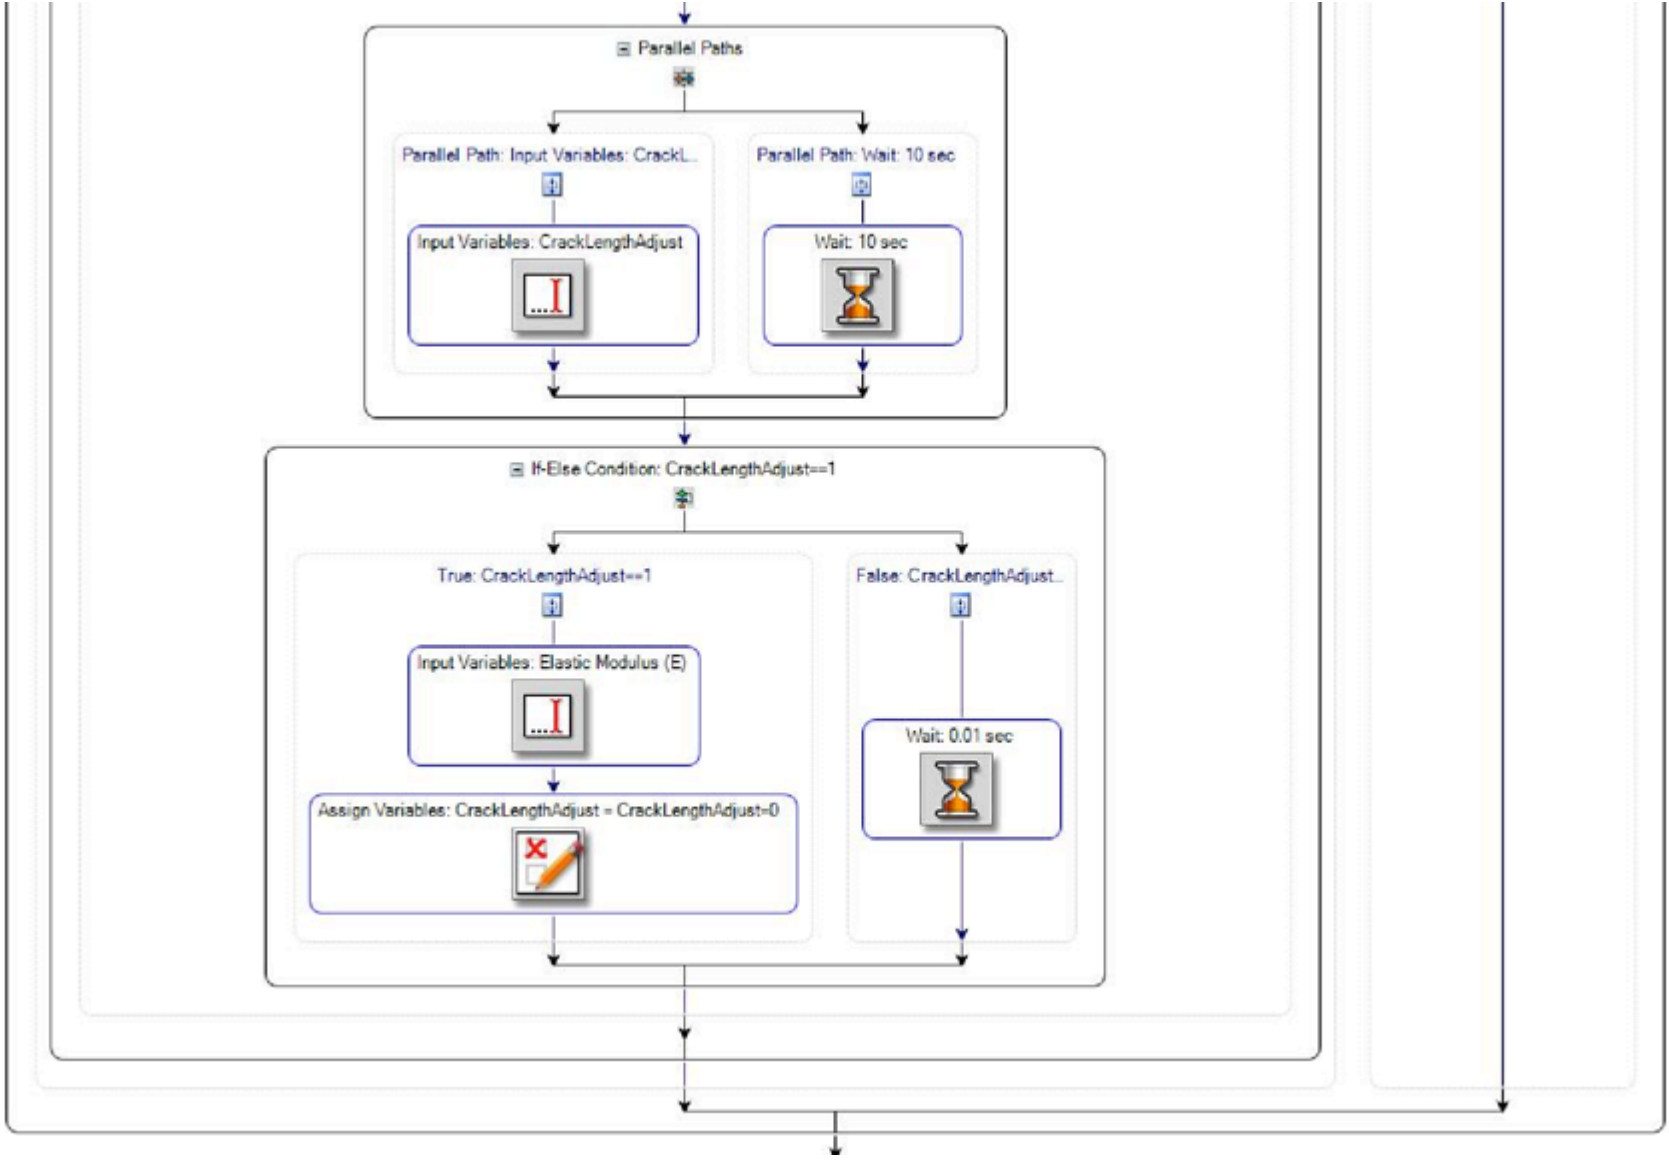 Parallel Paths
Parallel Path: Input Variables: CrackL...
Parallel Path: Wait: 10 sec
Input Variables: CrackLengthAdjust
Wait: 10 sec
If-Else Condition: CrackLengthAdjust==1
True: CrackLengthAdjust==1
False: CrackLengthAdjust...
Input Variables: Elastic Modulus (E)
Wait: 0.01 sec
Assign Variables: CrackLengthAdjust = CrackLengthAdjust=0